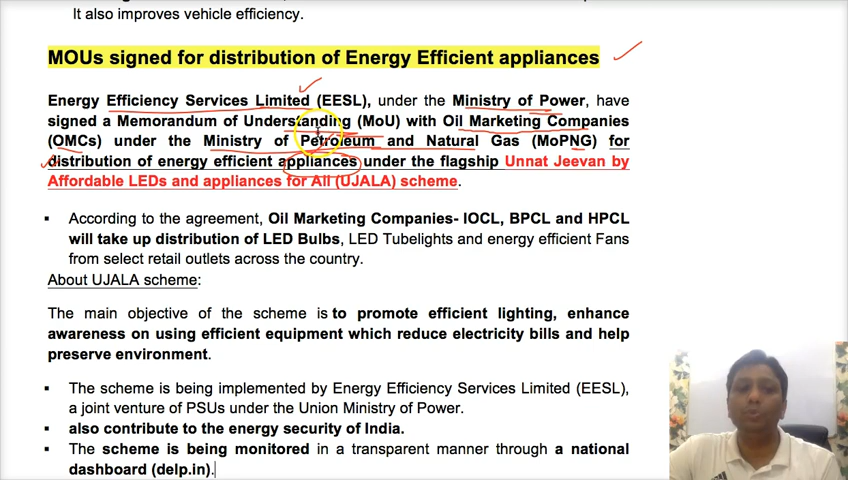 It also improves vehicle efficiency.
MOUs signed for distribution of Energy Efficient appliances
Energy Efficiency Services Limited (EESL), under the Ministry of Power, have
signed a Memorandum of Understanding (MoU) with Oil Marketing Companies
(OMCs) under the Ministry of Petroleum and Natural Gas (MoPNG) for
distribution of energy efficient appliances under the flagship Unnat Jeevan by
Affordable LEDs and appliances for All (UJALA) scheme.
▪ According to the agreement, Oil Marketing Companies- IOCL, BPCL and HPCL
will take up distribution of LED Bulbs, LED Tubelights and energy efficient Fans
from select retail outlets across the country.
About UJALA scheme:
The main objective of the scheme is to promote efficient lighting, enhance
awareness on using efficient equipment which reduce electricity bills and help
preserve environment.
▪ The scheme is being implemented by Energy Efficiency Services Limited (EESL),
a joint venture of PSUs under the Union Ministry of Power.
▪ also contribute to the energy security of India.
▪ The scheme is being monitored in a transparent manner through a national
dashboard (delp.in).